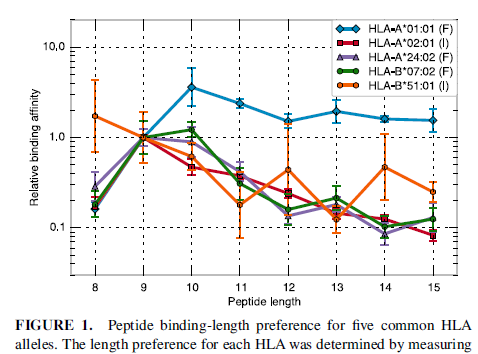 HLA-A*01:01 (F)
HLA-A*02:01 (I)
HLA-A*24:02 (F)
HLA-B*07:02 (F)
HLA-B*51:01 (I)
Relative binding affinity
10.0
1.0
0.1
8 9 10 11 12 13 14 15
Peptide length
FIGURE 1. Peptide binding-length preference for five common HLA
alleles. The length preference for each HLA was determined by measuring